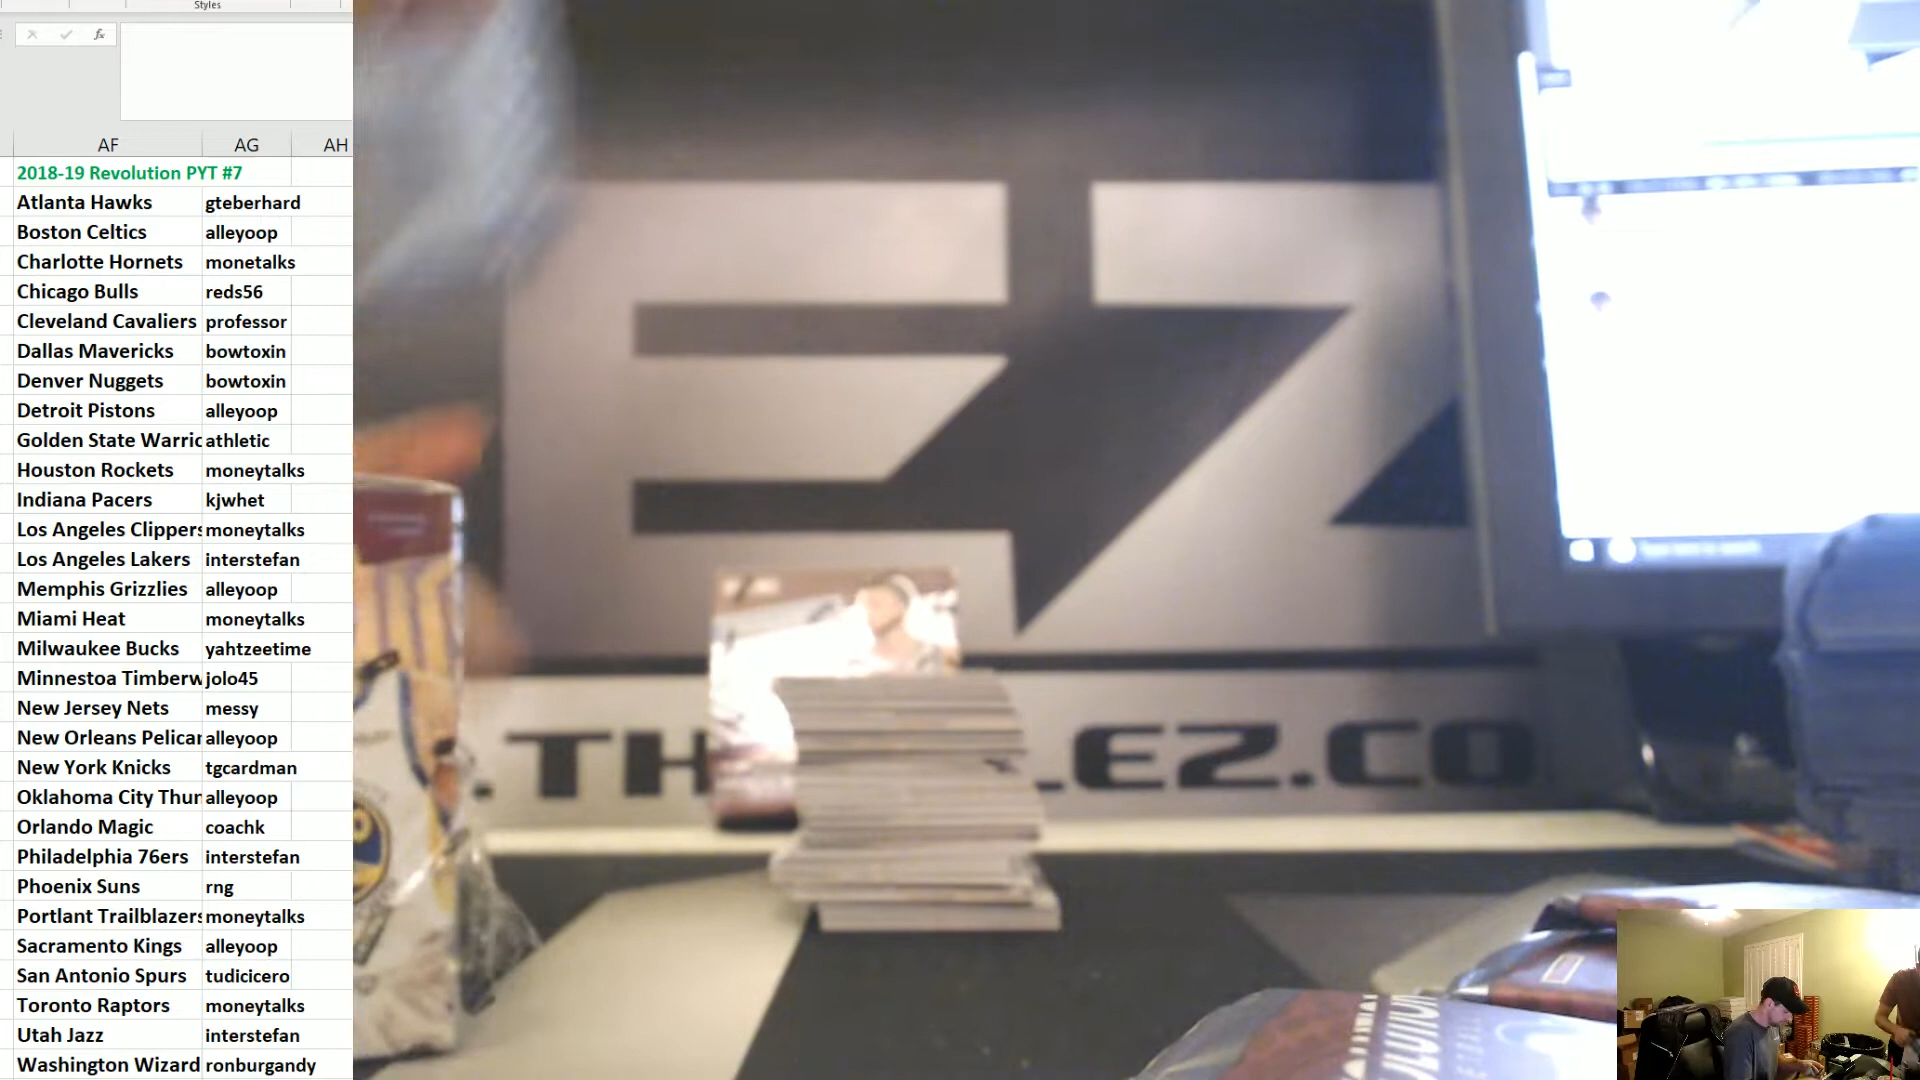 Styles
fx
AF AG AH
2018-19 Revolution PYT #7
Atlanta Hawks gteberhard
Boston Celtics alleyoop
Charlotte Hornets monetalks
Chicago Bulls reds56
Cleveland Cavaliers professor
Dallas Mavericks bowtoxin
Denver Nuggets bowtoxin
Detroit Pistons alleyoop
Golden State Warric athletic
Houston Rockets moneytalks
Indiana Pacers kjwhet
Los Angeles Clippers moneytalks
Los Angeles Lakers interstefan
Memphis Grizzlies alleyoop
Miami Heat moneytalks
Milwaukee Bucks yahtzeetime
Minnestoa Timberw jolo45
New Jersey Nets messy
New Orleans Pelicar alleyoop
New York Knicks tgcardman
Oklahoma City Thun alleyoop
Orlando Magic coachk
Philadelphia 76ers interstefan
Phoenix Suns rng
Portlant Trailblazers moneytalks
Sacramento Kings alleyoop
San Antonio Spurs tudicicero
Toronto Raptors moneytalks
Utah Jazz interstefan
Washington Wizard ronburgandy
EZ
.TH LEZ.CO